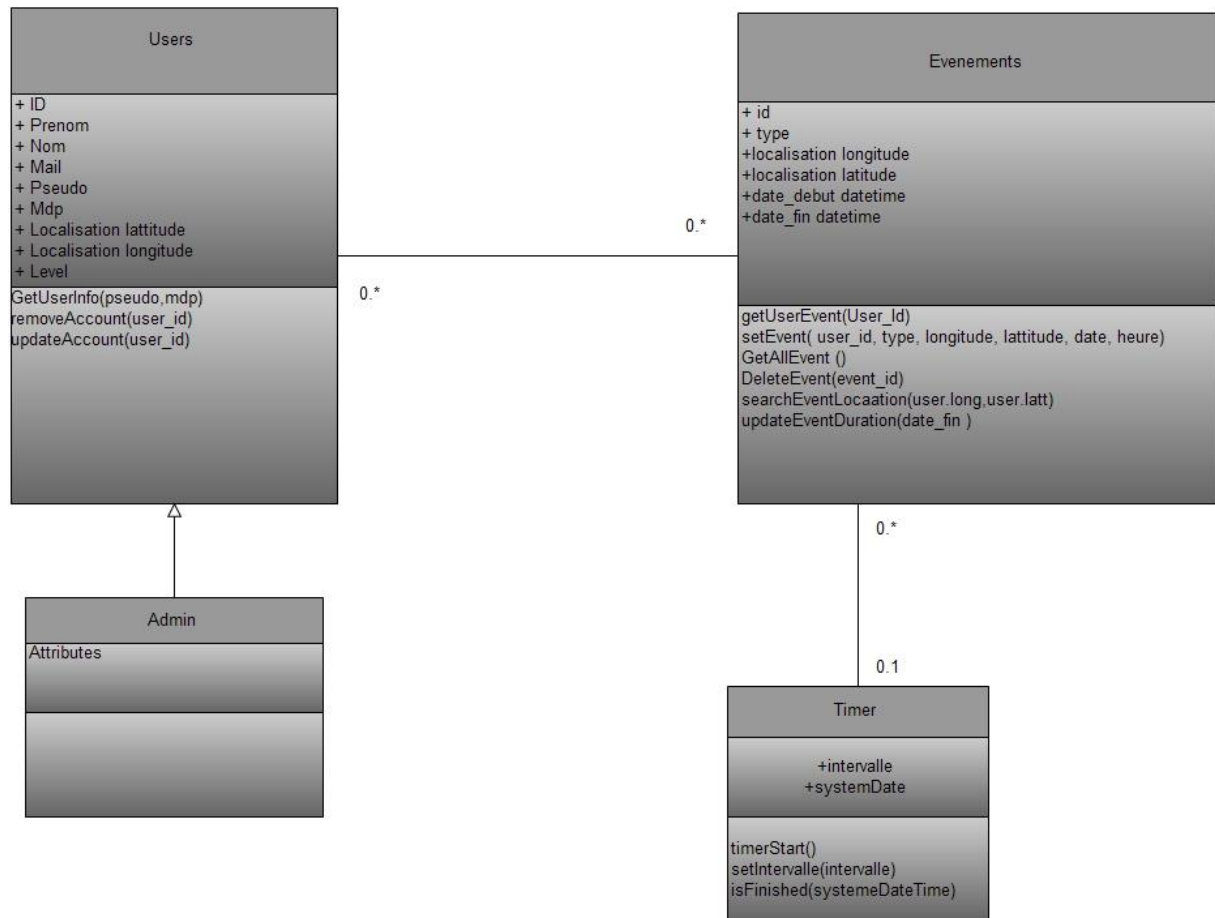 Users
+ ID
+ Prenom
+ Nom
+ Mail
+ Pseudo
+ Mdp
+ Localisation lattitude
+ Localisation longitude
+ Level
GetUserInfo(pseudo,mdp)
removeAccount(user_id)
updateAccount(user_id)
0.*
0.*
Evenements
+ id
+ type
+localisation longitude
+localisation latitude
+date_debut datetime
+date_fin datetime
getUserEvent(User_Id)
setEvent( user_id, type, longitude, lattitude, date, heure)
GetAllEvent ()
DeleteEvent(event_id)
searchEventLocaation(user.long,user.latt)
updateEventDuration(date_fin )
0.*
0.1
Admin
Attributes
Timer
+intervalle
+systemDate
timerStart()
setIntervalle(intervalle)
isFinished(systemeDateTime)